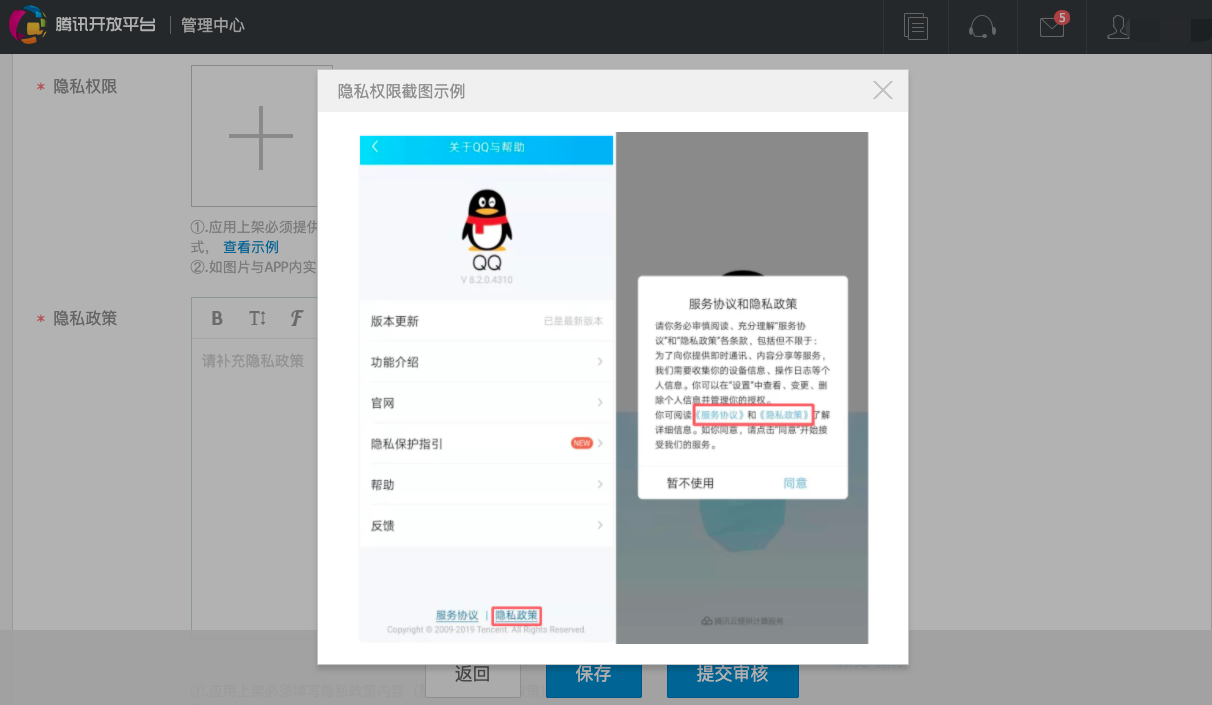 腾讯开放平台 | 管理中心
5
* 隐私权限
①.应用上架必须提供
式， 查看示例
②.如图片与APP内实
* 隐私政策
B T F
请补充隐私政策
隐私权限截图示例
关于QQ与帮助
QQ
V 8.2.0.4310
版本更新 已是最新版本
功能介绍
官网
隐私保护指引 NEW
帮助
反馈
服务协议 | 隐私政策
Copyright © 2009-2019 Tencent. All Rights Reserved.
服务协议和隐私政策
请你务必审慎阅读、充分理解“服务协
议”和“隐私政策”各条款，包括但不限于：
为了向你提供即时通讯、内容分享等服务，
我们需要收集你的设备信息、操作日志等个
人信息。你可以在“设置”中查看、变更、删
除个人信息并管理你的授权。
你可阅读《服务协议》和《隐私政策》了解
详细信息。如你同意，请点击“同意”开始接
受我们的服务。
暂不使用 同意
腾讯云提供计算服务
返回 保存 提交审核
①.应用上架必须填写隐私政策内容